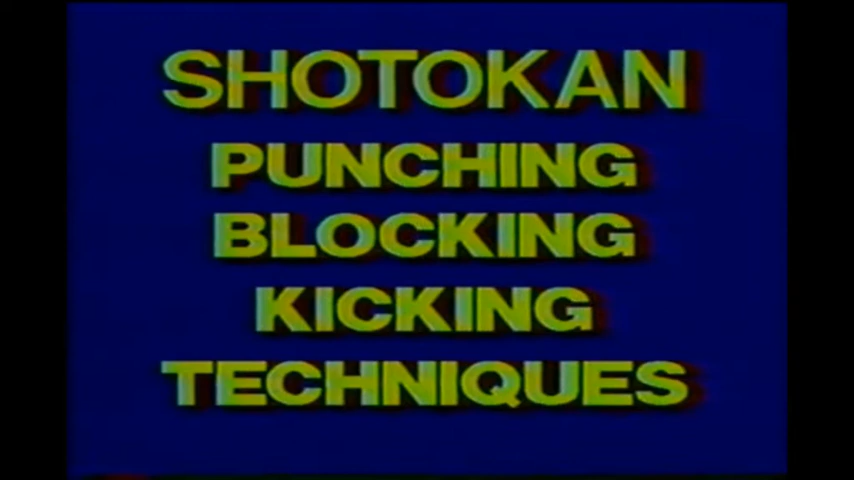 SHOTOKAN
PUNCHING
BLOCKING
KICKING
TECHNIQUES